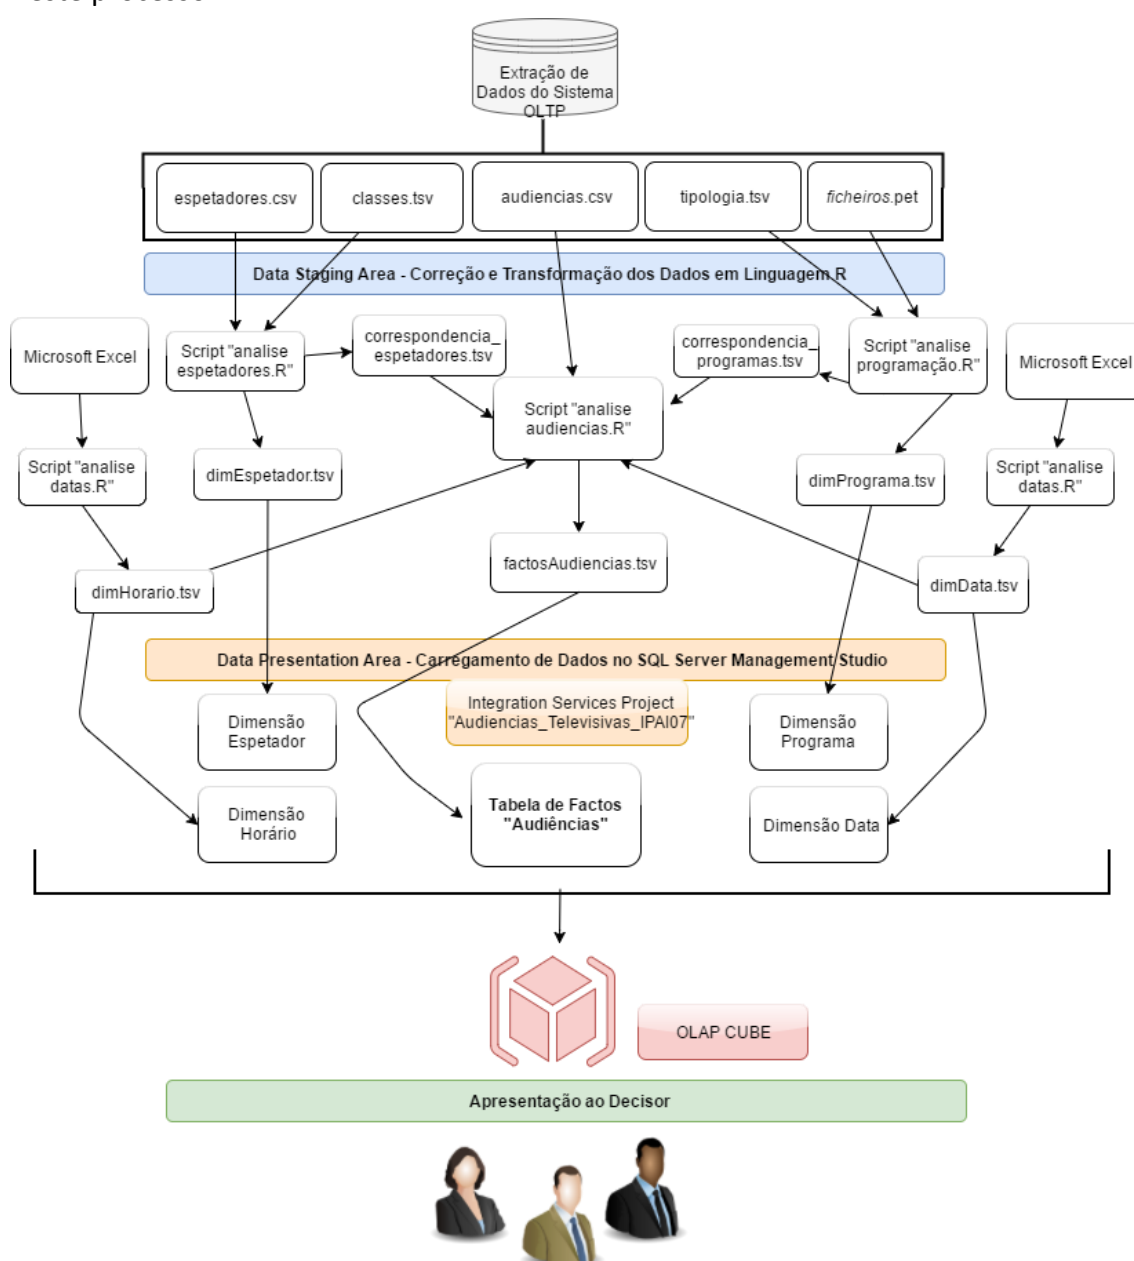 Extração de
Dados do Sistema
OLTP
espetadores.csv
classes.tsv
audiencias.csv
tipologia.tsv
ficheiros.pet
Data Staging Area - Correção e Transformação dos Dados em Linguagem R
Microsoft Excel
Script "analise
espetadores.R"
correspondencia_
espetadores.tsv
correspondencia_
programas.tsv
Script "analise
programação.R"
Microsoft Excel
Script "analise
audiencias.R"
Script "analise
datas.R"
dimEspetador.tsv
dimPrograma.tsv
Script "analise
datas.R"
dimHorario.tsv
factosAudiencias.tsv
dimData.tsv
Data Presentation Area - Carregamento de Dados no SQL Server Management Studio
Integration Services Project
"Audiencias_Televisivas_IPAI07"
Dimensão
Espetador
Dimensão
Programa
Dimensão
Horário
Tabela de Factos
"Audiências"
Dimensão Data
OLAP CUBE
Apresentação ao Decisor